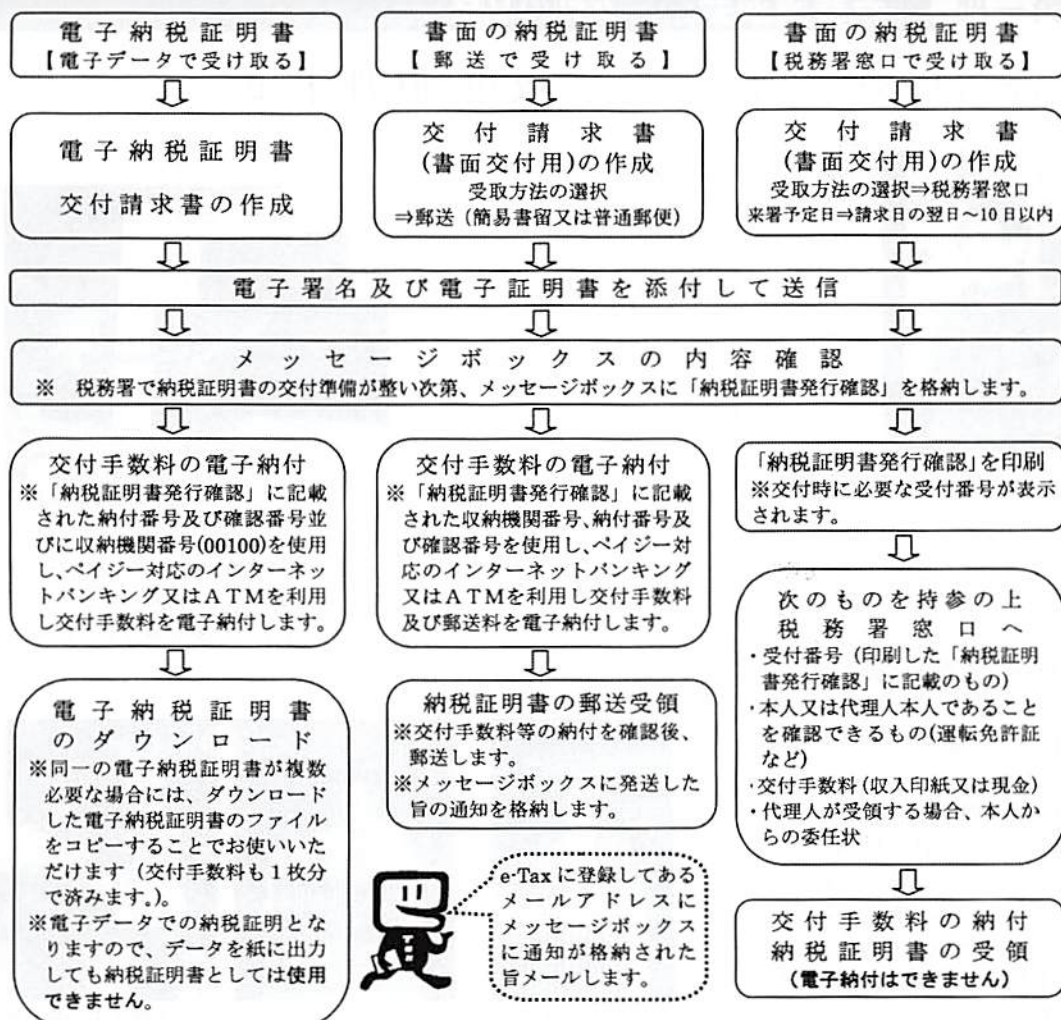 電子納税証明書
【電子データで受け取る】
書面の納税証明書
【郵送で受け取る】
書面の納税証明書
【税務署窓口で受け取る】
電子納税証明書
交付請求書の作成
交付請求書
(書面交付用)の作成
受取方法の選択
⇒郵送（簡易書留又は普通郵便）
交付請求書
(書面交付用)の作成
受取方法の選択⇒税務署窓口
来署予定日⇒請求日の翌日～10日以内
電子署名及び電子証明書を添付して送信
メッセージボックスの内容確認
※　税務署で納税証明書の交付準備が整い次第、メッセージボックスに「納税証明書発行確認」を格納します。
交付手数料の電子納付
※「納税証明書発行確認」に記載
された納付番号及び確認番号並
びに収納機関番号(00100)を使用
し、ペイジー対応のインターネッ
トバンキング又はＡＴＭを利用
し交付手数料を電子納付します。
電子納税証明書
のダウンロード
※同一の電子納税証明書が複数
必要な場合には、ダウンロード
した電子納税証明書のファイル
をコピーすることでお使いいた
だけます（交付手数料も１枚分
で済みます。）。
※電子データでの納税証明とな
りますので、データを紙に出力
しても納税証明書としては使用
できません。
交付手数料の電子納付
※「納税証明書発行確認」に記載
された収納機関番号、納付番号及
び確認番号を使用し、ペイジー対
応のインターネットバンキング
又はＡＴＭを利用し交付手数料
及び郵送料を電子納付します。
納税証明書の郵送受領
※交付手数料等の納付を確認後、
郵送します。
※メッセージボックスに発送した
旨の通知を格納します。
e-Taxに登録してある
メールアドレスに
メッセージボックス
に通知が格納された
旨メールします。
「納税証明書発行確認」を印刷
※交付時に必要な受付番号が表示
されます。
次のものを持参の上
税務署窓口へ
・受付番号（印刷した「納税証明
書発行確認」に記載のもの）
・本人又は代理人本人であること
を確認できるもの(運転免許証
など)
・交付手数料（収入印紙又は現金）
・代理人が受領する場合、本人か
らの委任状
交付手数料の納付
納税証明書の受領
(電子納付はできません)